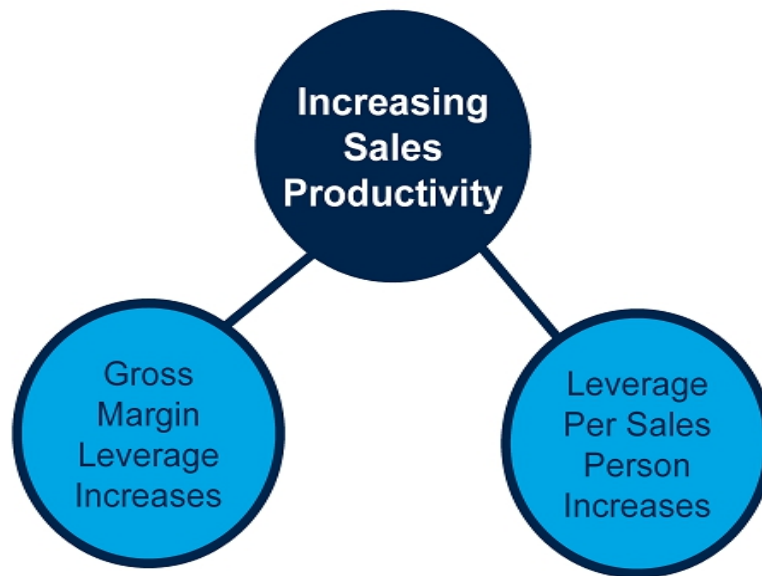 Increasing
Sales
Productivity
Gross
Margin
Leverage
Increases
Leverage
Per Sales
Person
Increases